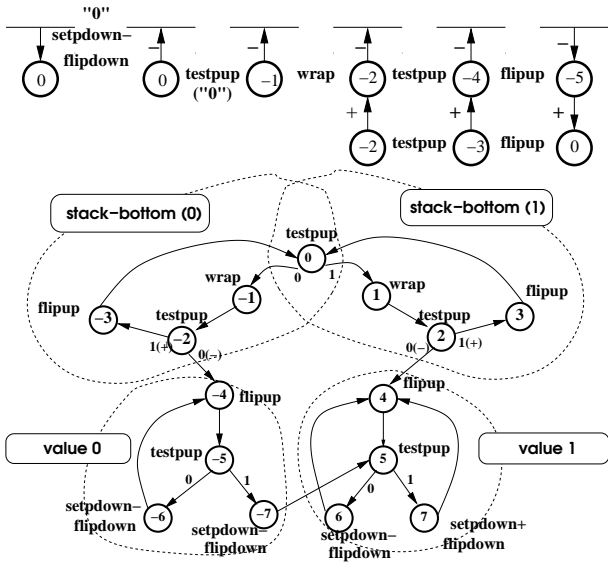 "0"
setpdown−
flipdown
− − − − −
0 0 testpup −1 wrap −2 testpup −4 flipup −5
("0")
+ + +
−2 testpup −3 flipup 0
stack−bottom (0)
stack−bottom (1)
testpup
0
0 1
wrap wrap
−1 1
flipup flipup
−3 3
testpup testpup
−2 2
1(+) 0(−) 0(−) 1(+)
−4 flipup flipup
4
value 0 value 1
−5 5
testpup testpup
0 1 0 1
setpdown−
flipdown
−6
setpdown−
flipdown
−7
6
setpdown−
flipdown
7
setpdown+
flipdown